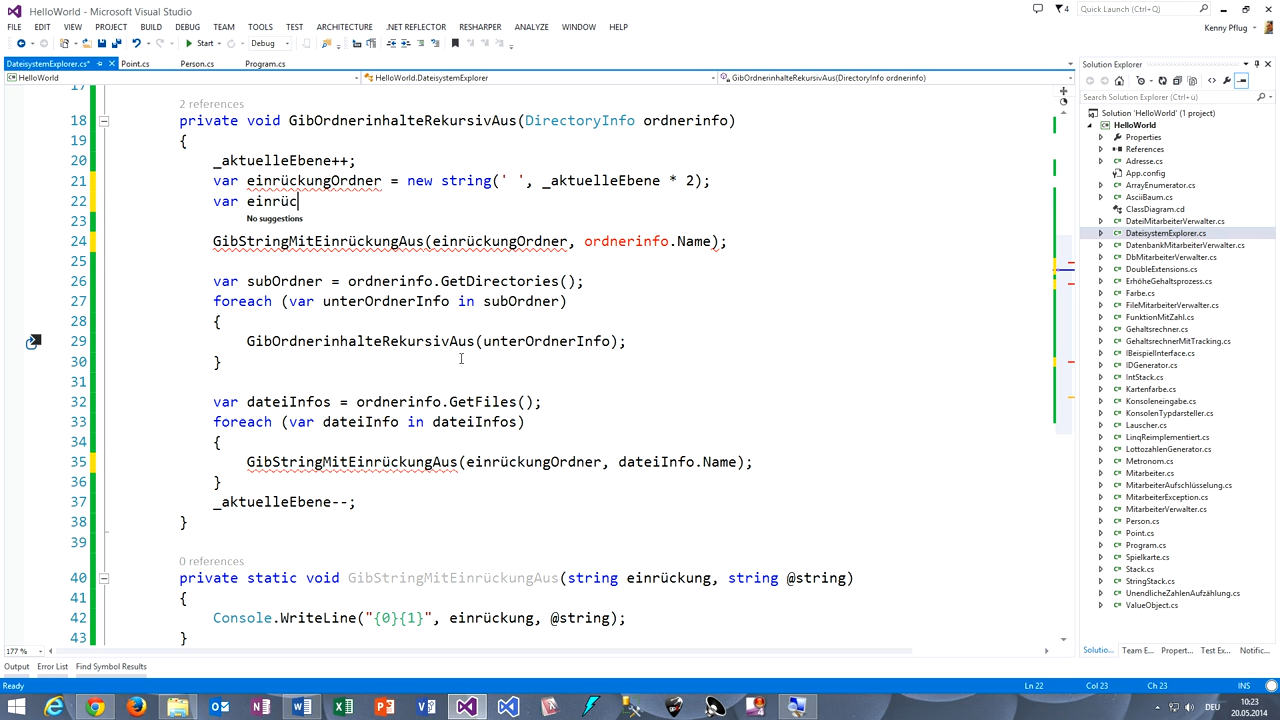 HelloWorld - Microsoft Visual Studio
4
Quick Launch (Ctrl+Q)
FILE EDIT VIEW PROJECT BUILD DEBUG TEAM TOOLS TEST ARCHITECTURE .NET REFLECTOR RESHARPER ANALYZE WINDOW HELP
Kenny Pflug
Start Debug
DateisystemExplorer.cs* Point.cs Person.cs Program.cs
HelloWorld HelloWorld.DateisystemExplorer GibOrdnerinhalteRekursivAus(DirectoryInfo ordnerinfo)
17
2 references
18 private void GibOrdnerinhalteRekursivAus(DirectoryInfo ordnerinfo)
19 {
20 _aktuelleEbene++;
21 var einrückungOrdner = new string(' ', _aktuelleEbene * 2);
22 var einrüc
No suggestions
23
24 GibStringMitEinrückungAus(einrückungOrdner, ordnerinfo.Name);
25
26 var subOrdner = ordnerinfo.GetDirectories();
27 foreach (var unterOrdnerInfo in subOrdner)
28 {
29 GibOrdnerinhalteRekursivAus(unterOrdnerInfo);
30 }
31
32 var dateiInfos = ordnerinfo.GetFiles();
33 foreach (var dateiInfo in dateiInfos)
34 {
35 GibStringMitEinrückungAus(einrückungOrdner, dateiInfo.Name);
36 }
37 _aktuelleEbene--;
38 }
39
0 references
40 private static void GibStringMitEinrückungAus(string einrückung, string @string)
41 {
42 Console.WriteLine("{0}{1}", einrückung, @string);
43 }
177 %
Solution Explorer
Search Solution Explorer (Ctrl+ü)
Solution 'HelloWorld' (1 project)
HelloWorld
Properties
References
Adresse.cs
App.config
ArrayEnumerator.cs
AsciiBaum.cs
ClassDiagram.cd
DateiMitarbeiterVerwalter.cs
DateisystemExplorer.cs
DatenbankMitarbeiterVerwalter.cs
DbMitarbeiterVerwalter.cs
DoubleExtensions.cs
ErhöheGehaltsprozess.cs
Farbe.cs
FileMitarbeiterVerwalter.cs
FunktionMitZahl.cs
Gehaltsrechner.cs
GehaltsrechnerMitTracking.cs
IBeispielInterface.cs
IDGenerator.cs
IntStack.cs
Kartenfarbe.cs
Konsoleneingabe.cs
KonsolenTypdarsteller.cs
Lauscher.cs
LinqReimplementiert.cs
LottozahlenGenerator.cs
Metronom.cs
Mitarbeiter.cs
MitarbeiterAufschlüsselung.cs
MitarbeiterException.cs
MitarbeiterVerwalter.cs
Person.cs
Point.cs
Program.cs
Spielkarte.cs
Stack.cs
StringStack.cs
UnendlicheZahlenAufzählung.cs
ValueObject.cs
Solutio... Team E... Propert... Test Ex... Notific...
Output Error List Find Symbol Results
Ready Ln 22 Col 23 Ch 23 INS
DEU
10:23
20.05.2014